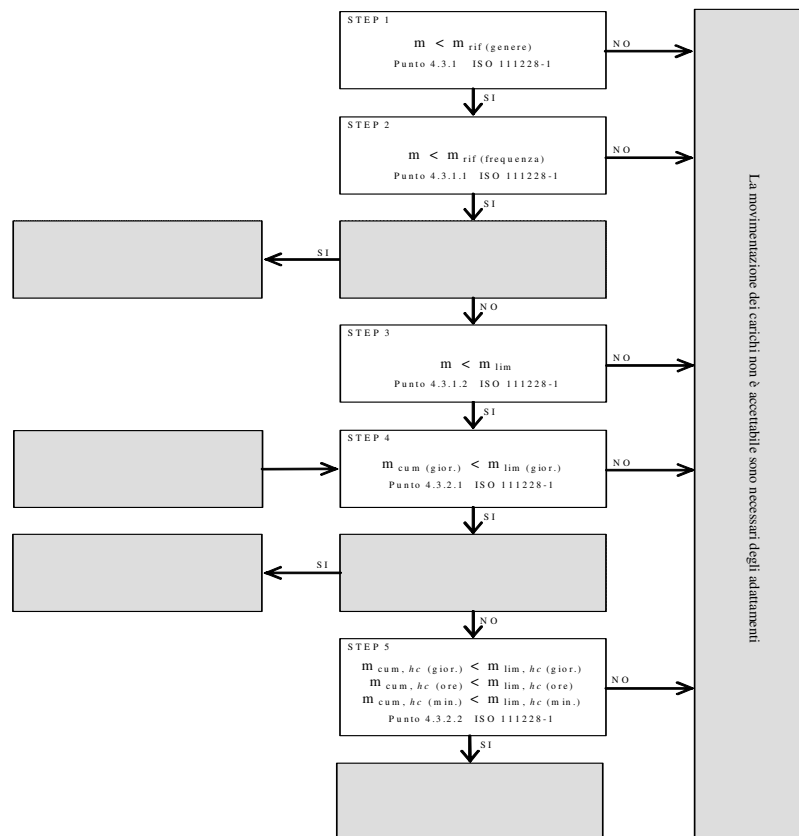 STEP 1
m < m rif (genere)
Punto 4.3.1 ISO 111228-1
NO
SI
STEP 2
m < m rif (frequenza)
Punto 4.3.1.1 ISO 111228-1
NO
SI
SI
NO
STEP 3
m < m lim
Punto 4.3.1.2 ISO 111228-1
NO
SI
STEP 4
m cum (gior.) < m lim (gior.)
Punto 4.3.2.1 ISO 111228-1
NO
SI
SI
NO
STEP 5
m cum, hc (gior.) < m lim, hc (gior.)
m cum, hc (ore) < m lim, hc (ore)
m cum, hc (min.) < m lim, hc (min.)
Punto 4.3.2.2 ISO 111228-1
NO
SI
La movimentazione dei carichi non è accettabile sono necessari degli adattamenti